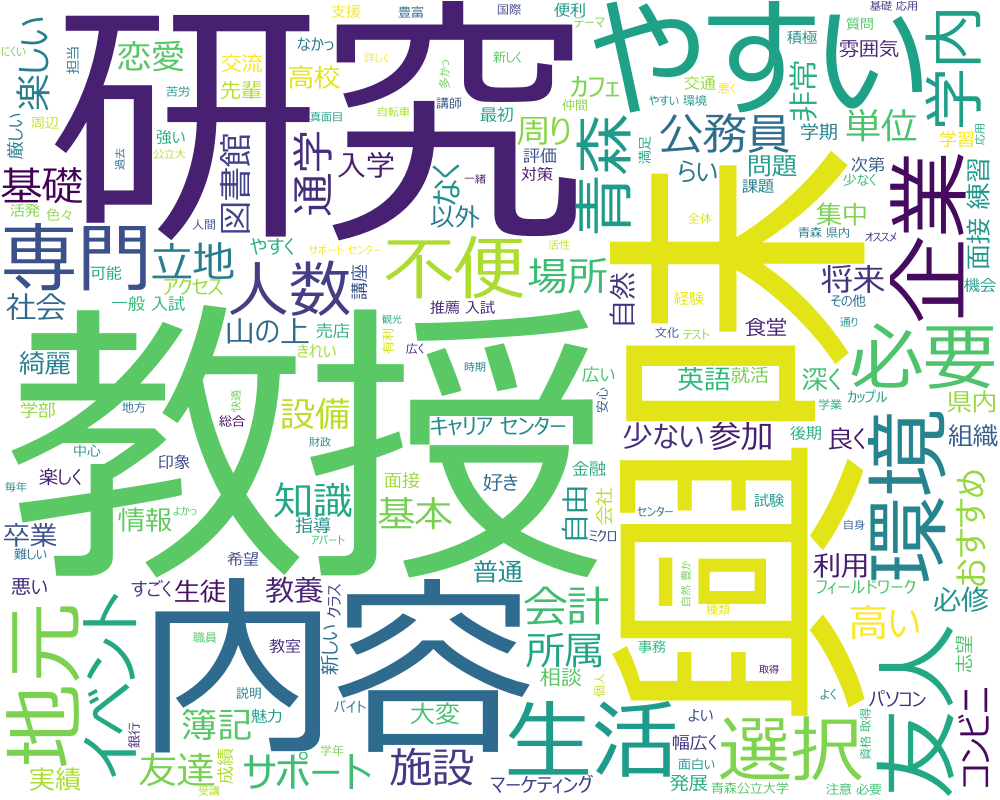 研究
やすい
教授
興味
内容
青森
学内
企業
環境
必要
友人
選択
生活
地元
イベント
専門
不便
人数
立地
基礎
通学
図書館
公務員
単位
楽しい
恋愛
交流
先輩
高校
なかっ
支援
豊富
国際
便利
テーマ
基礎 応用
質問
積極
雰囲気
にくい
担当
苦労
周辺
厳しい
強い
公立大
過去
真面目
詳しく
自転車
多かっ
講師
新しく
最初
仲間
カフェ
交通
悪く
やすい 環境
非常
周り
入学
評価
対策
なく
以外
満足
らい
問題
課題
学期
学習
応用
次第
少なく
練習
面接
集中
全体
青森 県内
オススメ
活発
色々
人間
一緒
サポート センター
活性
やすく
可能
アクセス
講座
場所
自然
経験
将来
その他
機会
社会
一般 入試
推薦 入試
山の上
売店
観光
有利
きれい
広く
時期
文化
テスト
食堂
通り
綺麗
学部
地方
快適
総合
設備
財政
キャリア センター
広い
安心
英語
就活
深く
カップル
学業
県内
少ない
参加
後期
良く
組織
中心
印象
楽しく
毎年
よかっ
情報
知識
指導
アパート
面接
基本
好き
金融
会社
自由
ミクロ
センター
試験
自身
おすすめ
卒業
難しい
希望
普通
取得
利用
フィールドワーク
必修
悪い
すごく
生徒
教養
新しい
クラス
会計
所属
相談
自然 豊か
種類
高い
志望
職員
教室
事務
個人
説明
バイト
大変
簿記
魅力
銀行
友達
成績
サポート
学年
受講
施設
マーケティング
よい
幅広く
面白い
発展
青森公立大学
よく
パソコン
資格 取得
注意 必要
コンビニ
実績